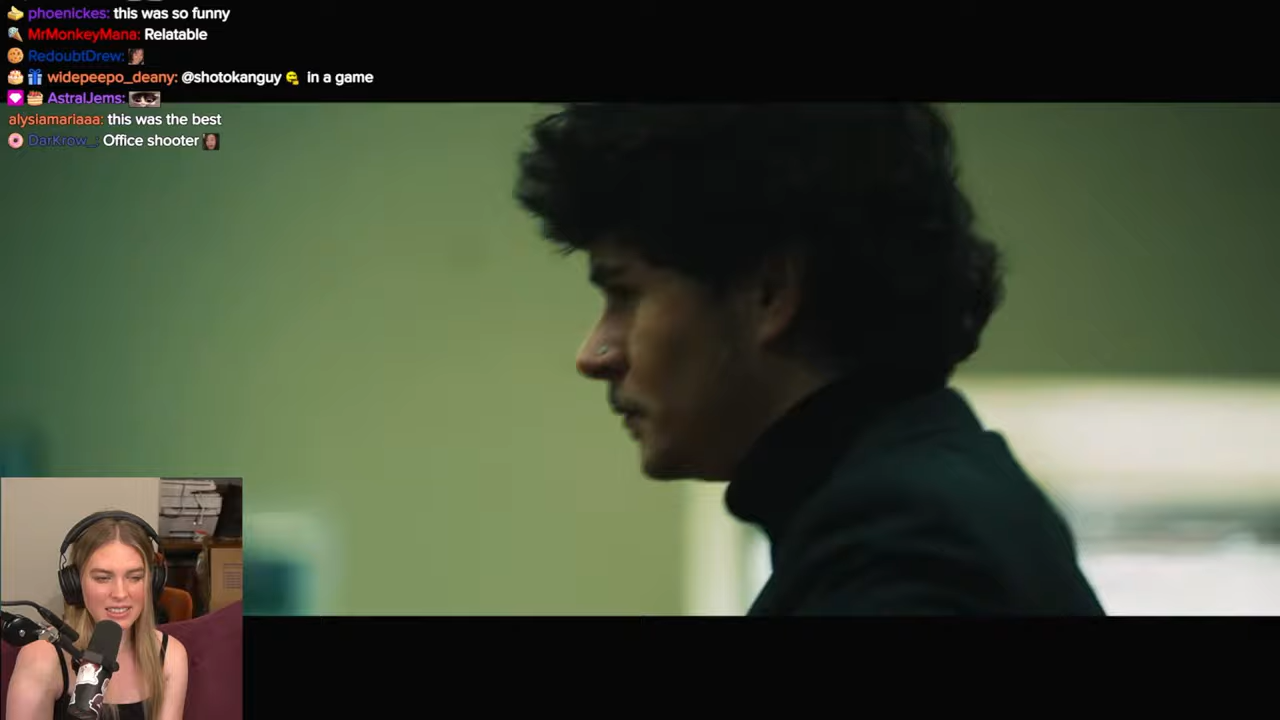 phoenickes: this was so funny
MrMonkeyMana: Relatable
RedoubtDrew:
widepeepo_deany: @shotokanguy in a game
AstralJems:
alysiamariaaa: this was the best
DarKrow_: Office shooter